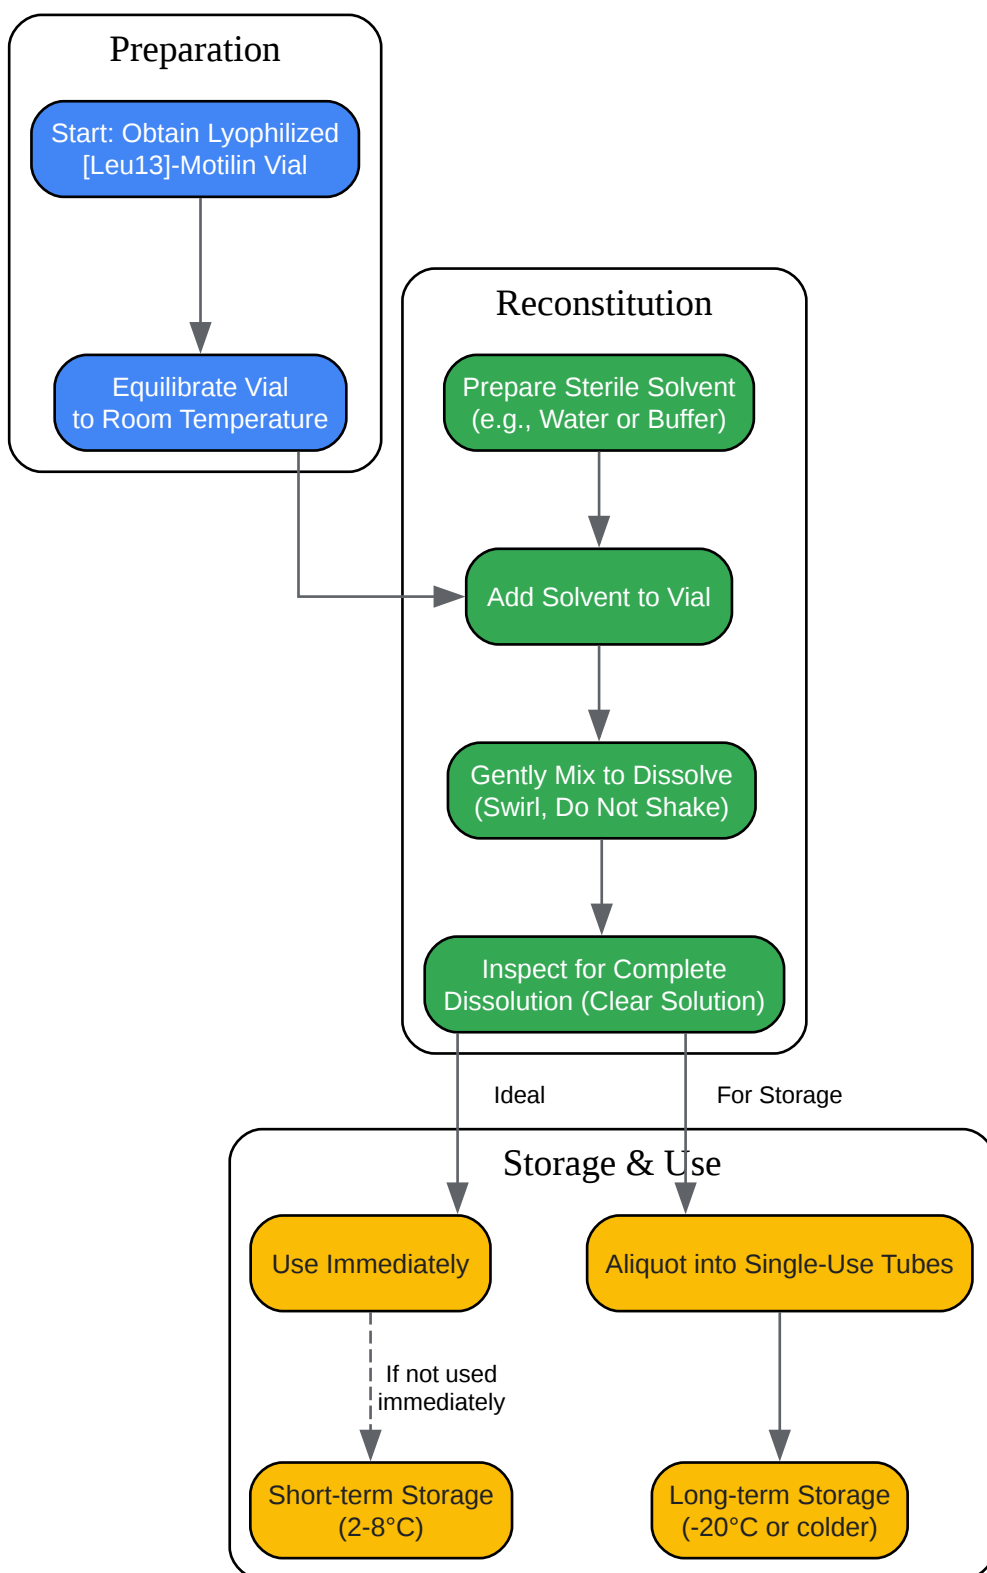 Preparation
Start: Obtain Lyophilized
[Leu13]-Motilin Vial
Equilibrate Vial
to Room Temperature
Reconstitution
Prepare Sterile Solvent
(e.g., Water or Buffer)
Add Solvent to Vial
Gently Mix to Dissolve
(Swirl, Do Not Shake)
Inspect for Complete
Dissolution (Clear Solution)
Ideal
For Storage
Storage & Use
Use Immediately
Aliquot into Single-Use Tubes
If not used
immediately
Short-term Storage
(2-8°C)
Long-term Storage
(-20°C or colder)